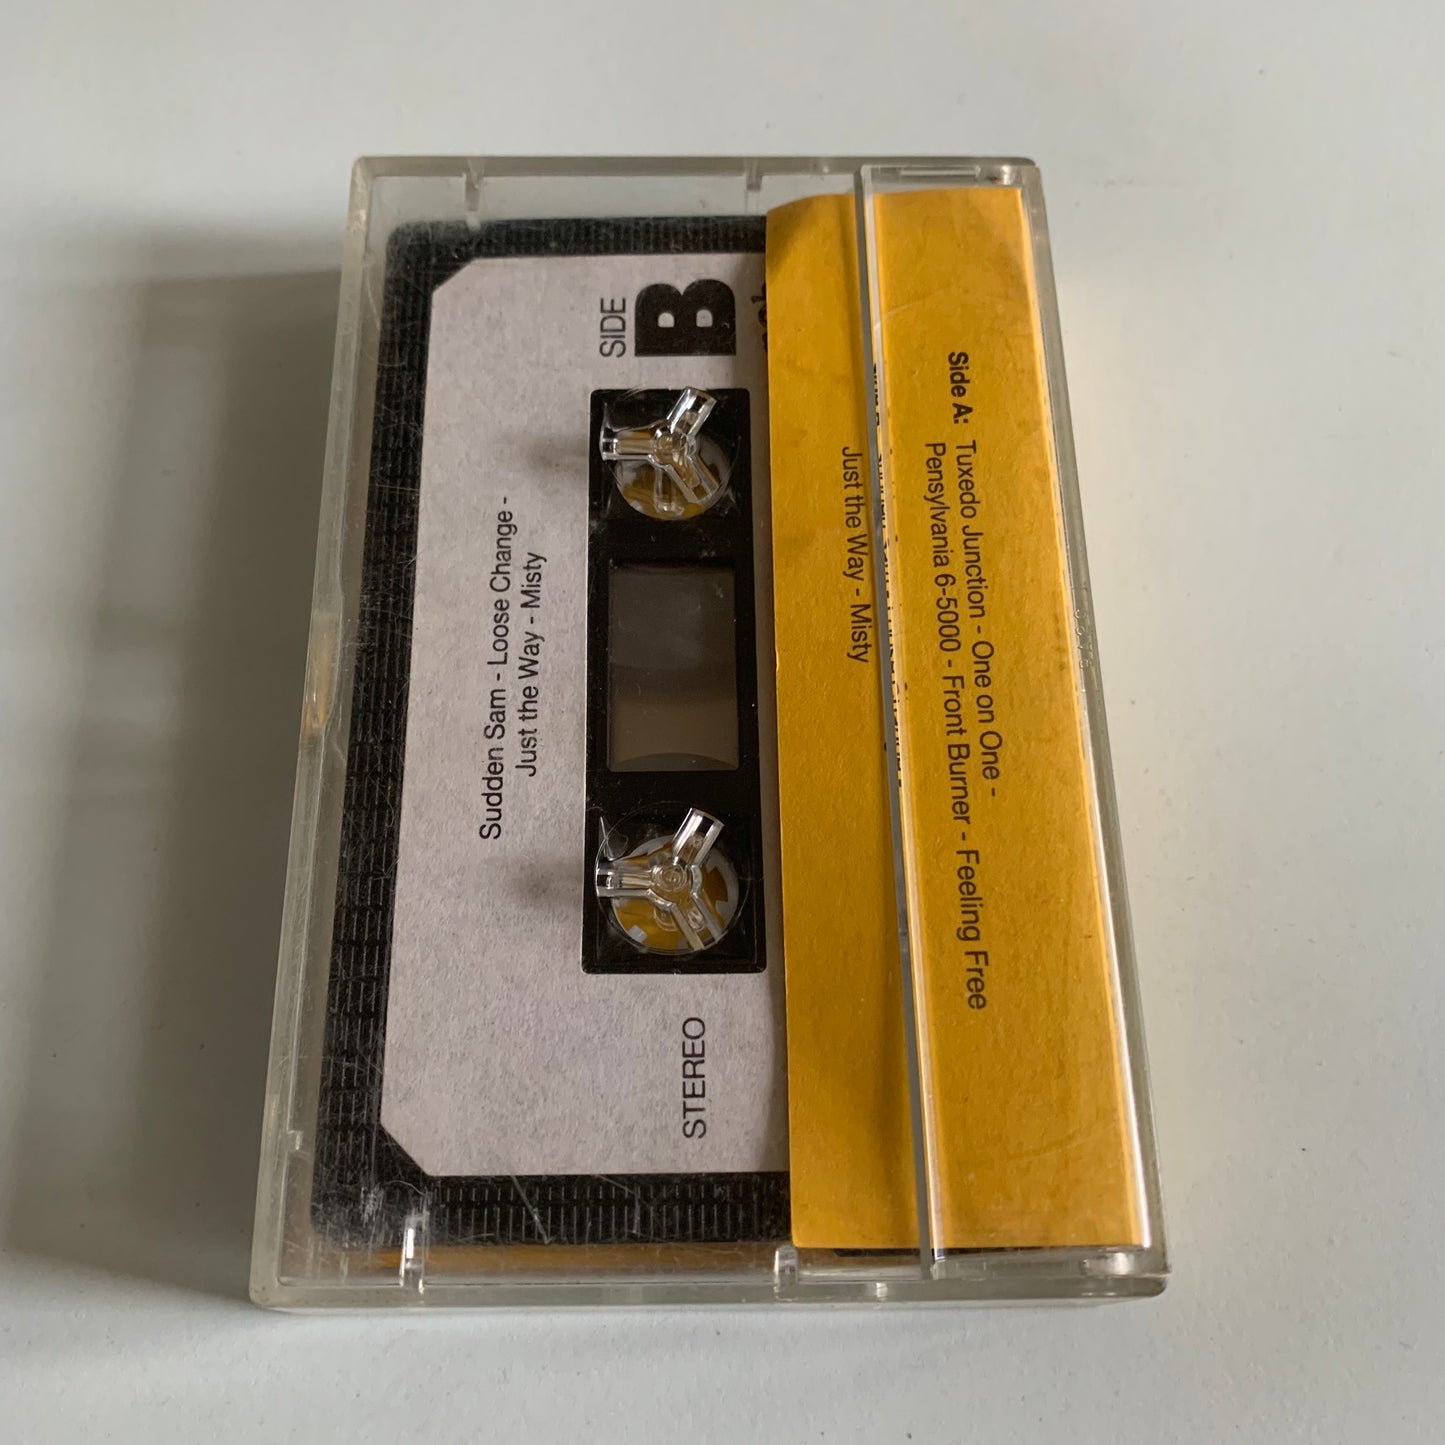 SIDE
B
Sudden Sam - Loose Change -
Just the Way - Misty
STEREO
Side A: Tuxedo Junction - One on One -
Pensylvania 6-5000 - Front Burner - Feeling Free
Just the Way - Misty